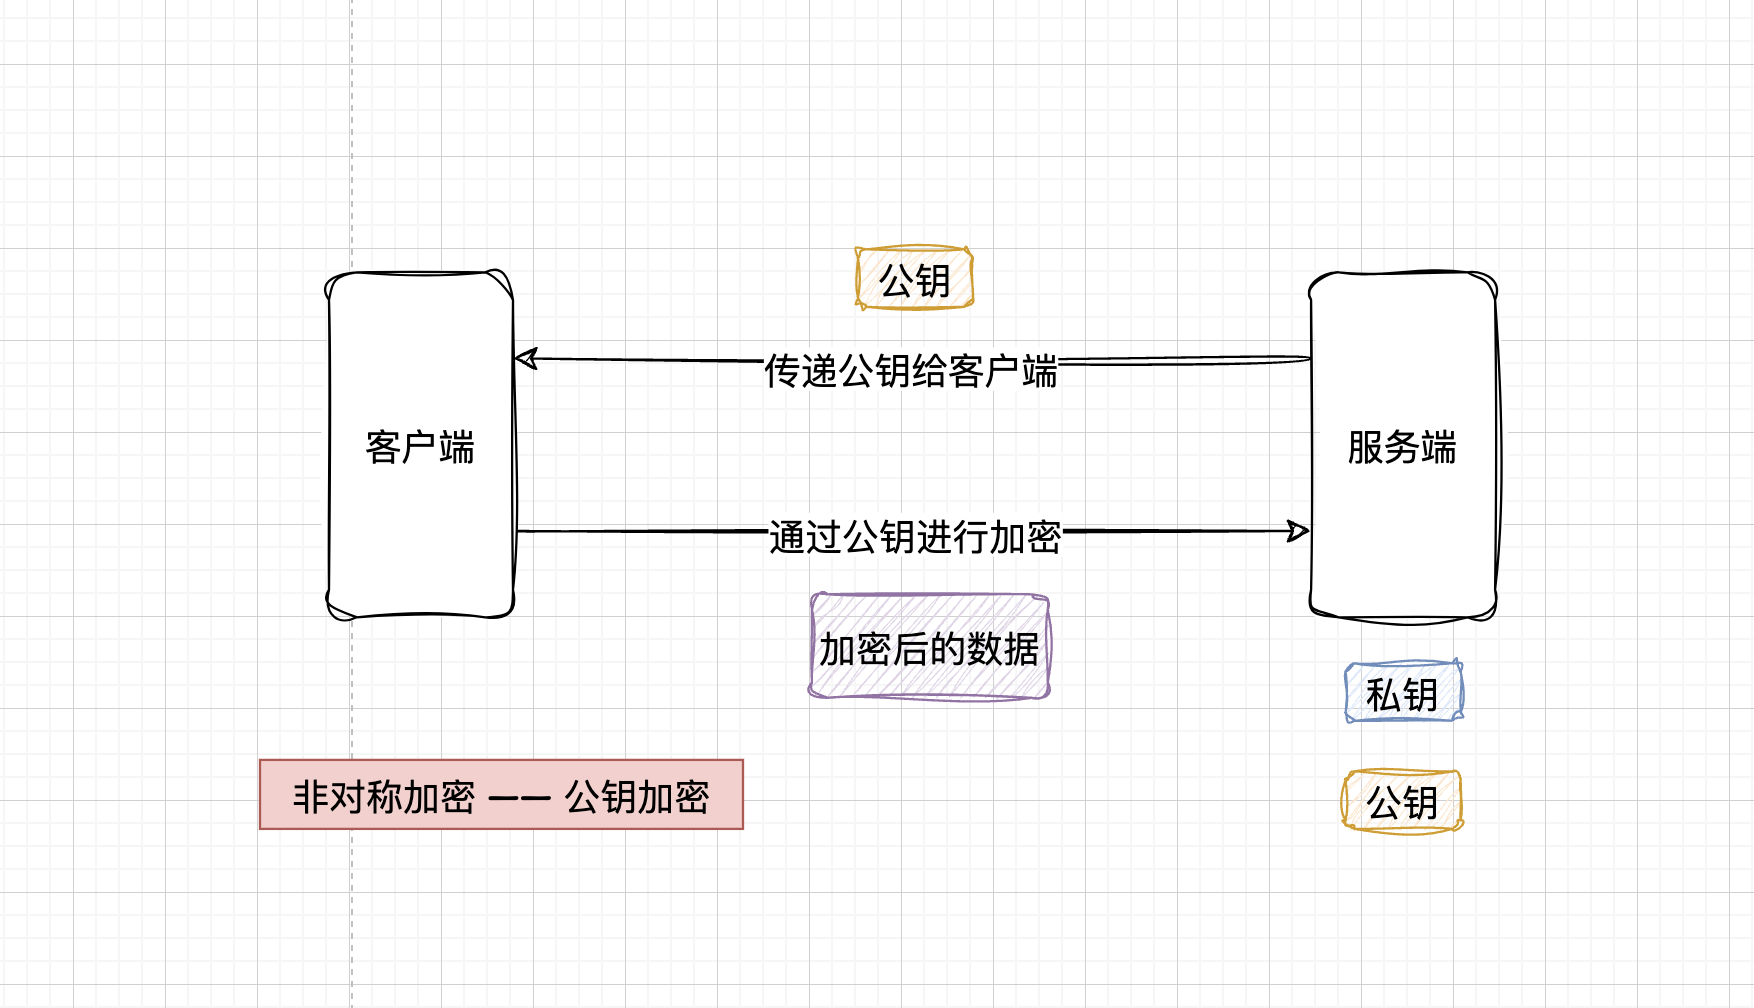 公钥
传递公钥给客户端
客户端
服务端
通过公钥进行加密
加密后的数据
私钥
非对称加密 —— 公钥加密
公钥